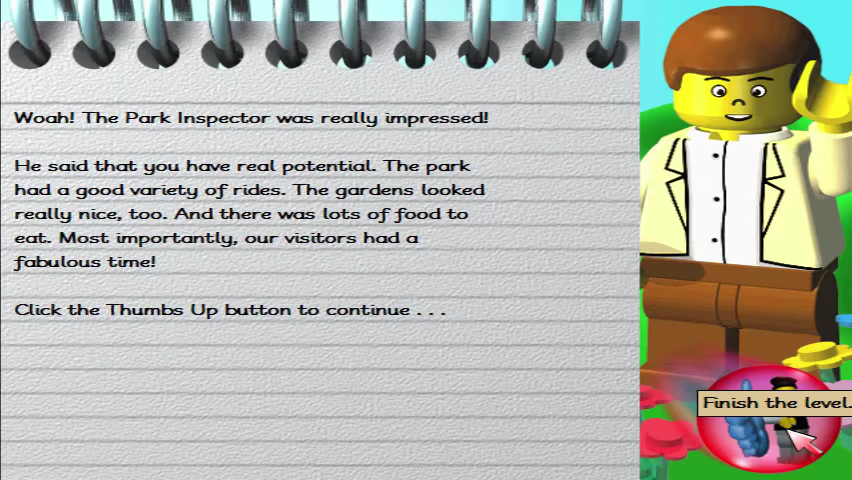 Woah! The Park Inspector was really impressed!
He said that you have real potential. The park
had a good variety of rides. The gardens looked
really nice, too. And there was lots of food to
eat. Most importantly, our visitors had a
fabulous time!
Click the Thumbs Up button to continue . . .
Finish the level.